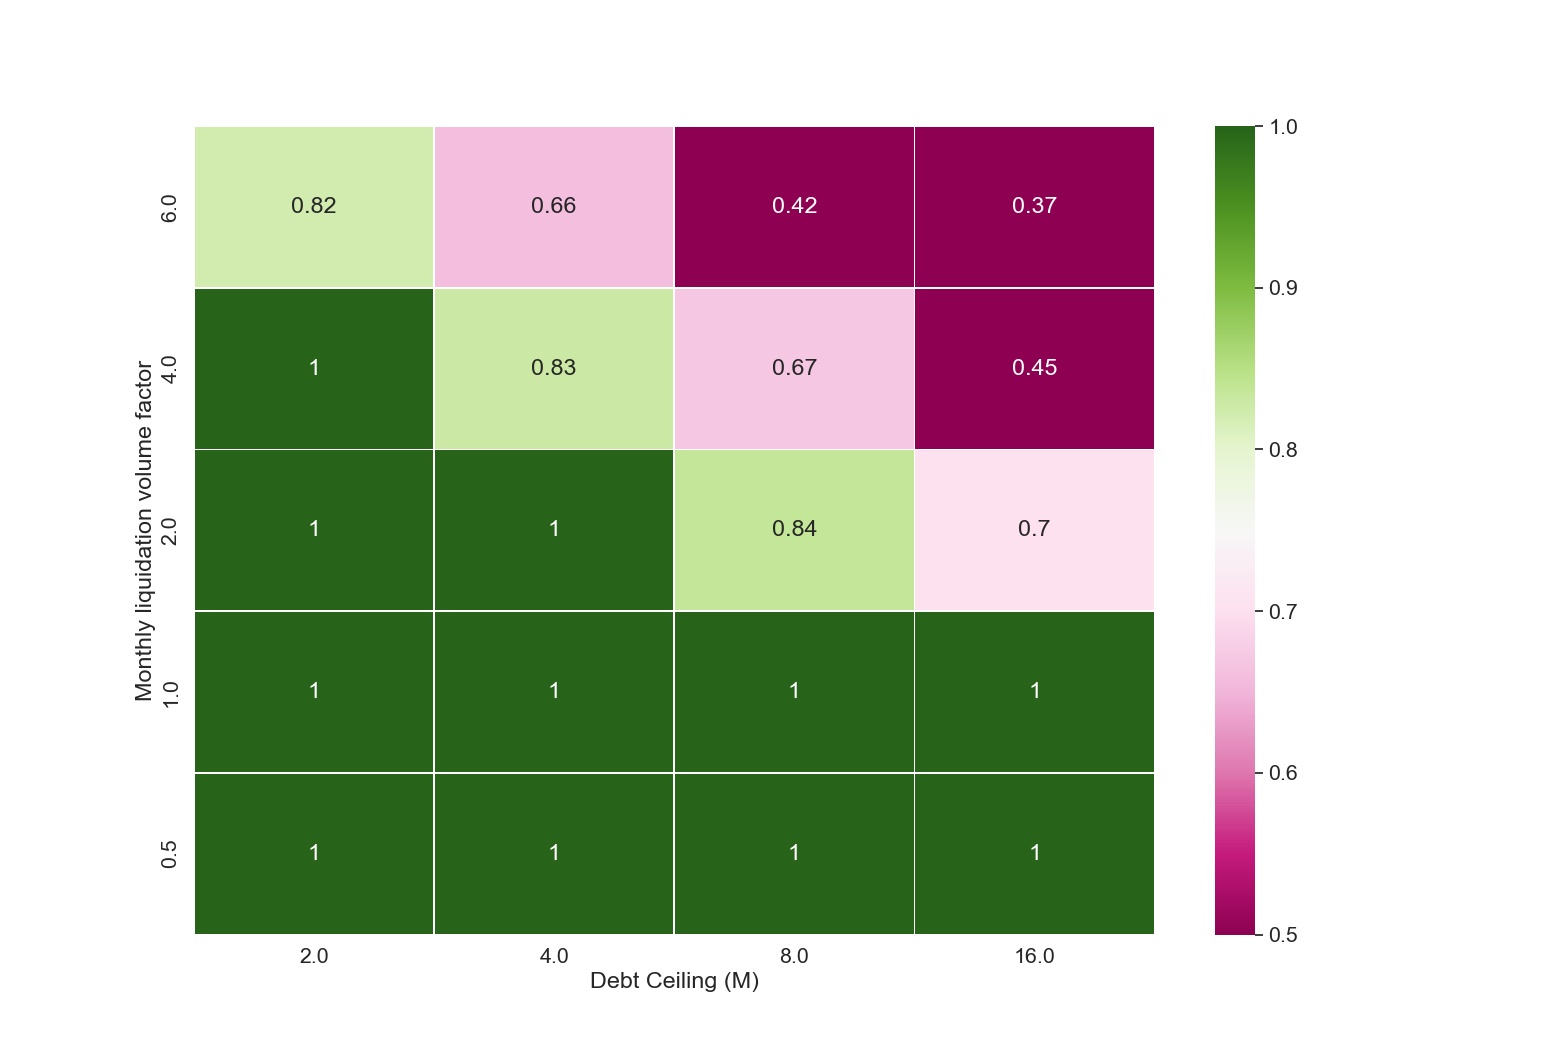 Monthly liquidation volume factor
6.0 0.82 0.66 0.42 0.37
4.0 1 0.83 0.67 0.45
2.0 1 1 0.84 0.7
1.0 1 1 1 1
0.5 1 1 1 1
2.0 4.0 8.0 16.0
Debt Ceiling (M)
1.0
0.9
0.8
0.7
0.6
0.5